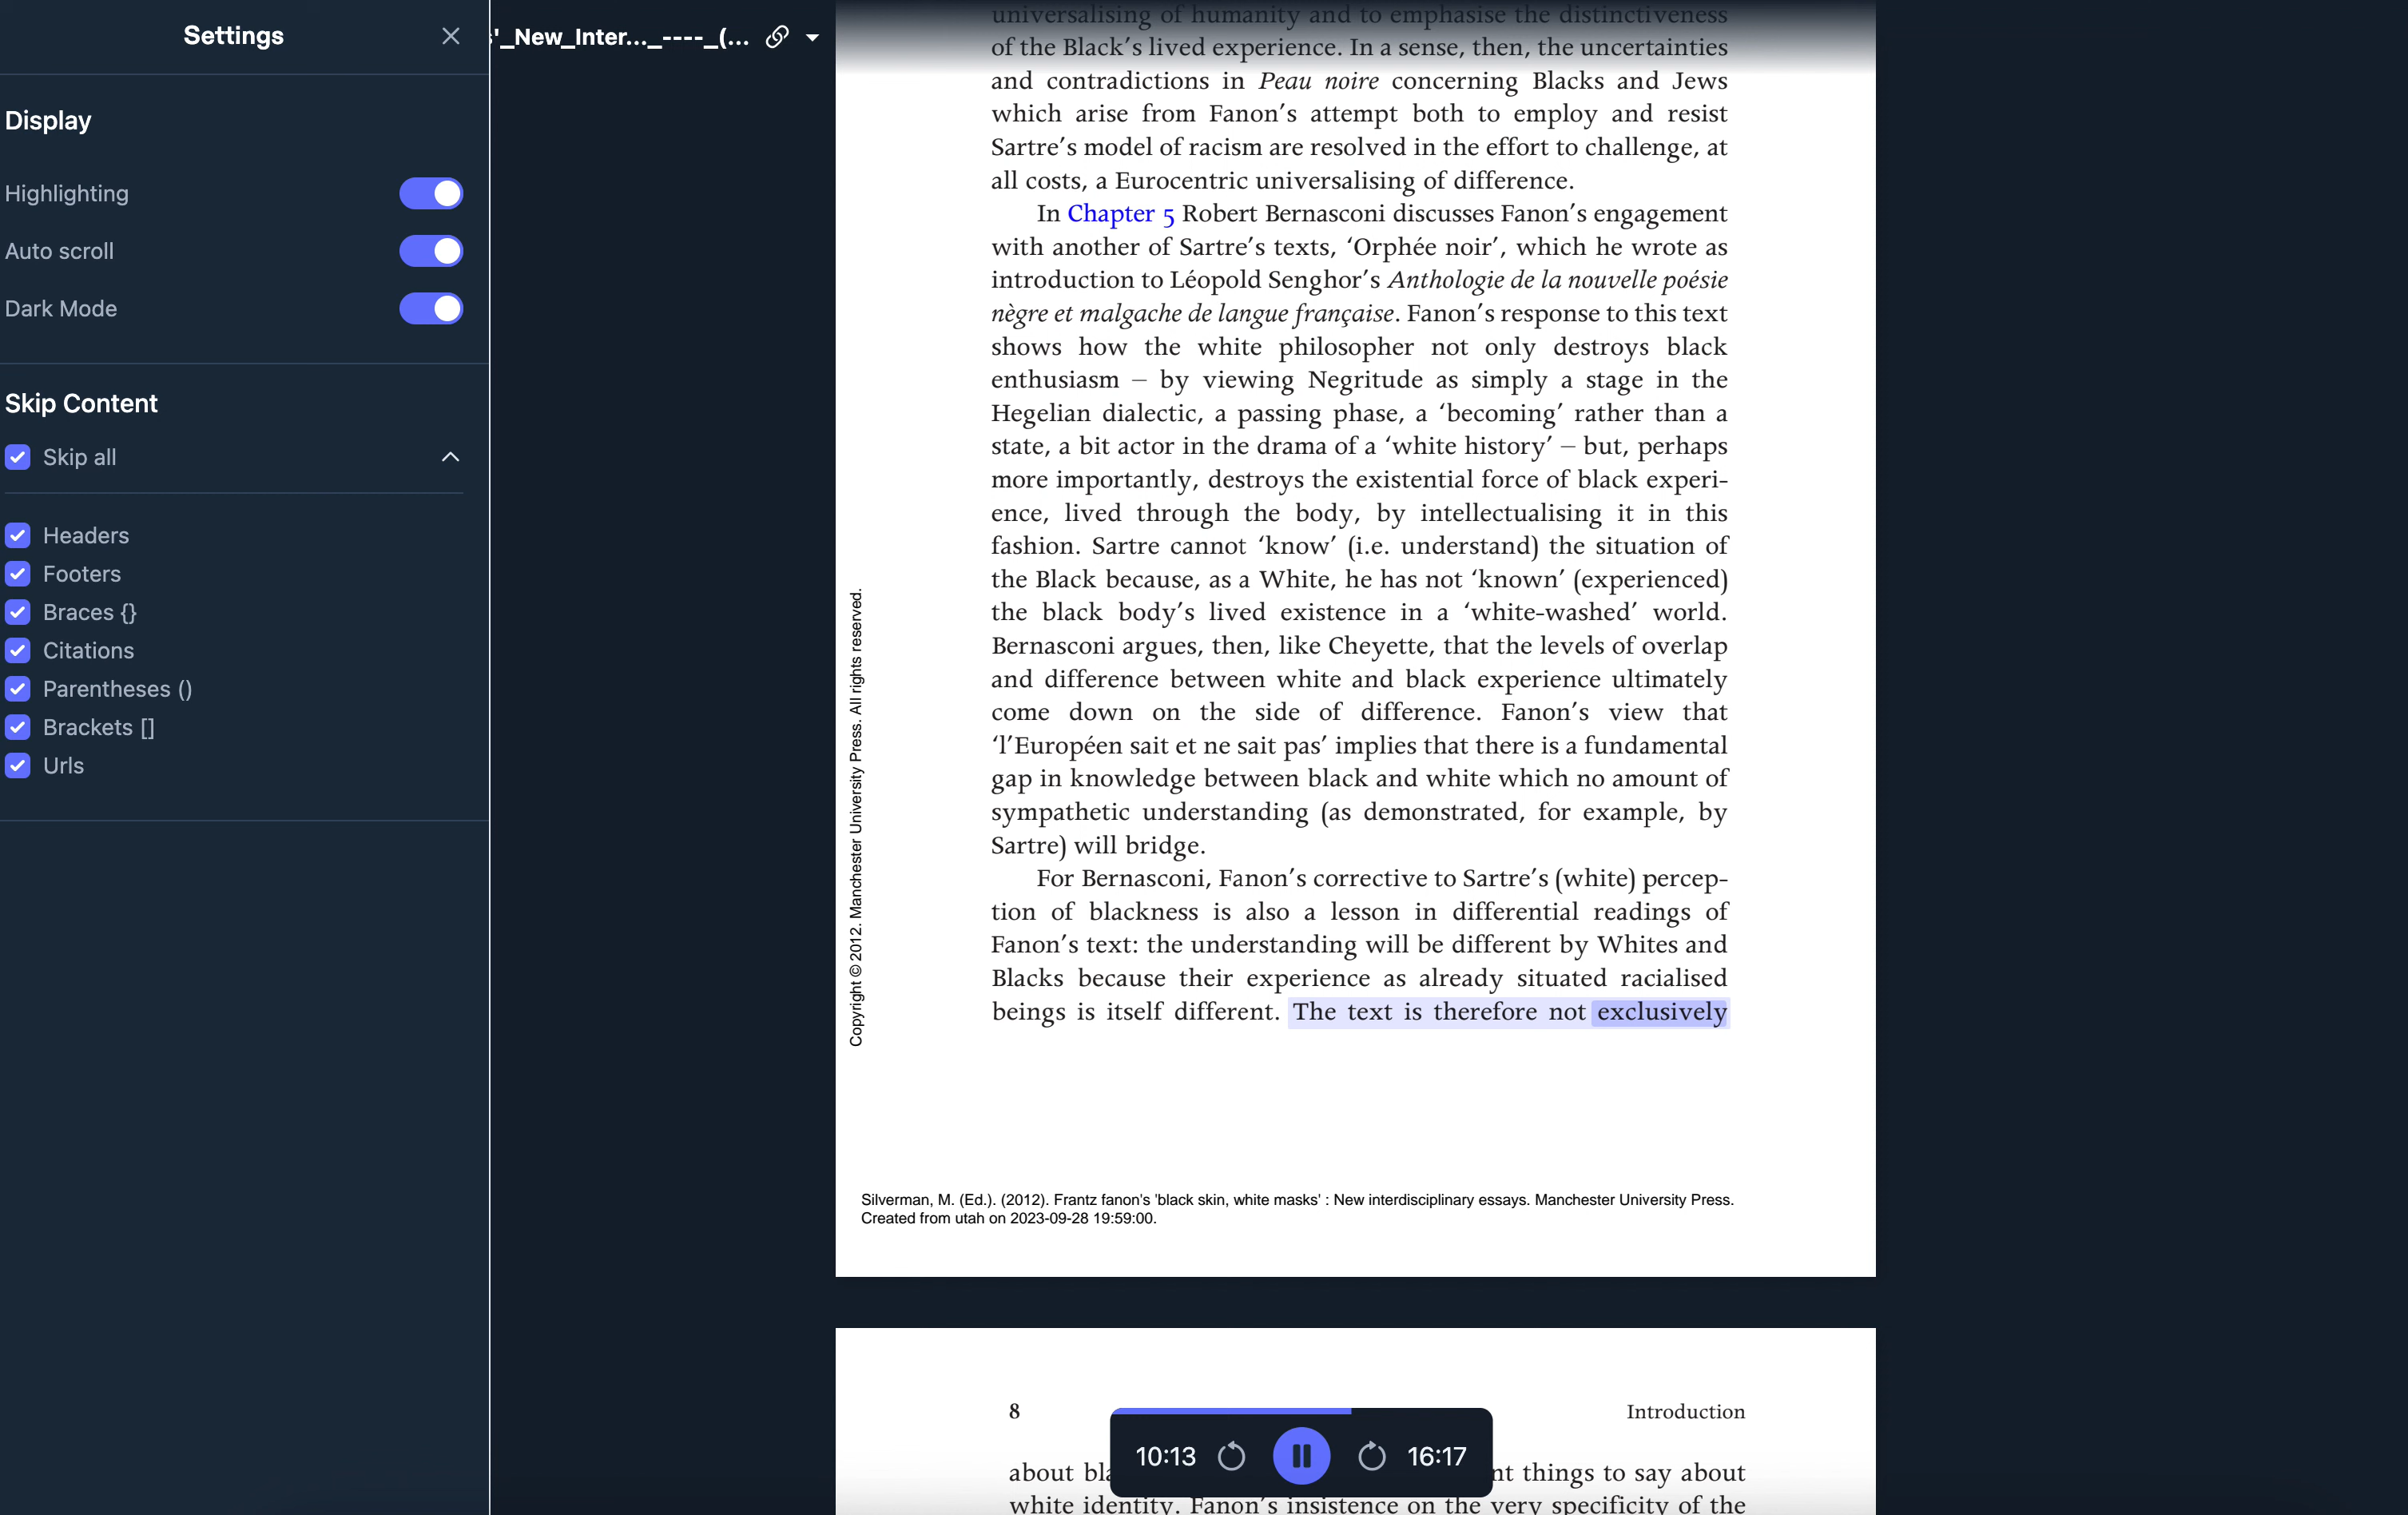 Settings
Display
Highlighting
Auto scroll
Dark Mode
Skip Content
Skip all
Headers
Footers
Braces {}
Citations
Parentheses ()
Brackets []
Urls
'_New_Inter..._----_(...
universalising of humanity and to emphasise the distinctiveness
of the Black's lived experience. In a sense, then, the uncertainties
and contradictions in Peau noire concerning Blacks and Jews
which arise from Fanon's attempt both to employ and resist
Sartre's model of racism are resolved in the effort to challenge, at
all costs, a Eurocentric universalising of difference.
In Chapter 5 Robert Bernasconi discusses Fanon's engagement
with another of Sartre's texts, ‘Orphée noir’, which he wrote as
introduction to Léopold Senghor's Anthologie de la nouvelle poésie
nègre et malgache de langue française. Fanon's response to this text
shows how the white philosopher not only destroys black
enthusiasm – by viewing Negritude as simply a stage in the
Hegelian dialectic, a passing phase, a ‘becoming’ rather than a
state, a bit actor in the drama of a ‘white history’ – but, perhaps
more importantly, destroys the existential force of black experi-
ence, lived through the body, by intellectualising it in this
fashion. Sartre cannot ‘know’ (i.e. understand) the situation of
the Black because, as a White, he has not ‘known’ (experienced)
the black body's lived existence in a ‘white-washed’ world.
Bernasconi argues, then, like Cheyette, that the levels of overlap
and difference between white and black experience ultimately
come down on the side of difference. Fanon's view that
‘l'Européen sait et ne sait pas’ implies that there is a fundamental
gap in knowledge between black and white which no amount of
sympathetic understanding (as demonstrated, for example, by
Sartre) will bridge.
For Bernasconi, Fanon's corrective to Sartre's (white) percep-
tion of blackness is also a lesson in differential readings of
Fanon's text: the understanding will be different by Whites and
Blacks because their experience as already situated racialised
beings is itself different. The text is therefore not exclusively
Copyright © 2012. Manchester University Press. All rights reserved.
Silverman, M. (Ed.). (2012). Frantz fanon's 'black skin, white masks' : New interdisciplinary essays. Manchester University Press.
Created from utah on 2023-09-28 19:59:00.
8 Introduction
about things to say about
white identity. Fanon's insistence on the very specificity of the
10:13 16:17